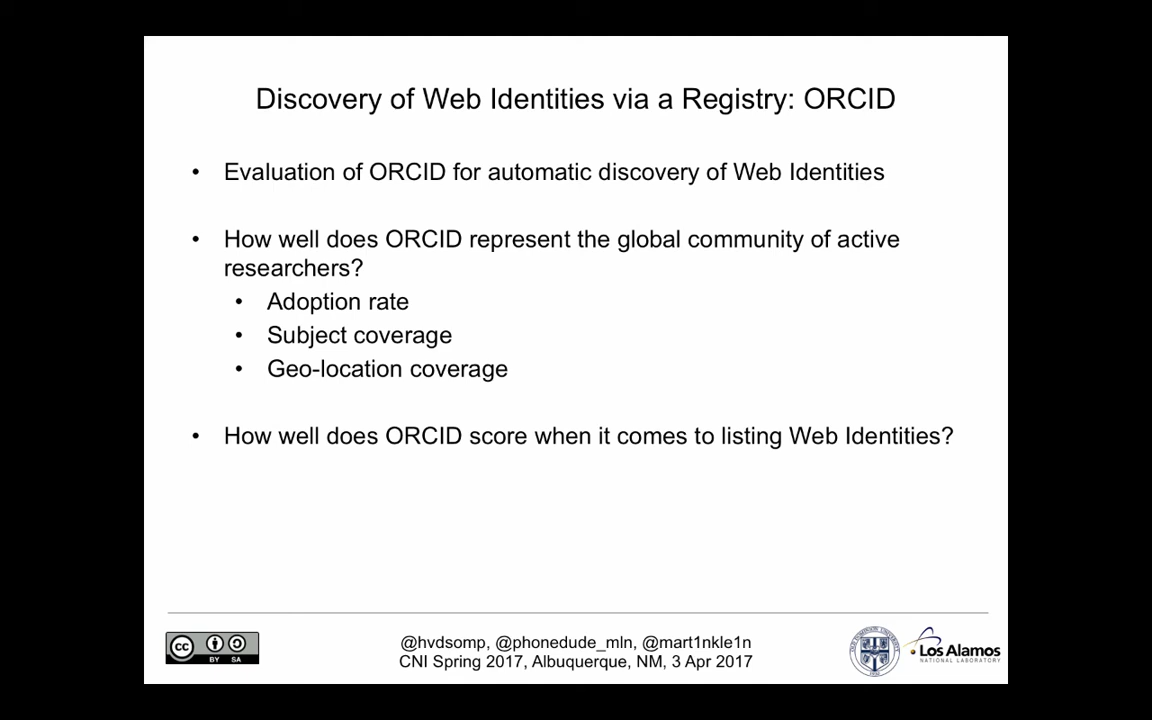 Discovery of Web Identities via a Registry: ORCID
• Evaluation of ORCID for automatic discovery of Web Identities
• How well does ORCID represent the global community of active
researchers?
• Adoption rate
• Subject coverage
• Geo-location coverage
• How well does ORCID score when it comes to listing Web Identities?
cc BY SA
@hvdsomp, @phonedude_mln, @mart1nkle1n
CNI Spring 2017, Albuquerque, NM, 3 Apr 2017
Los Alamos
NATIONAL LABORATORY